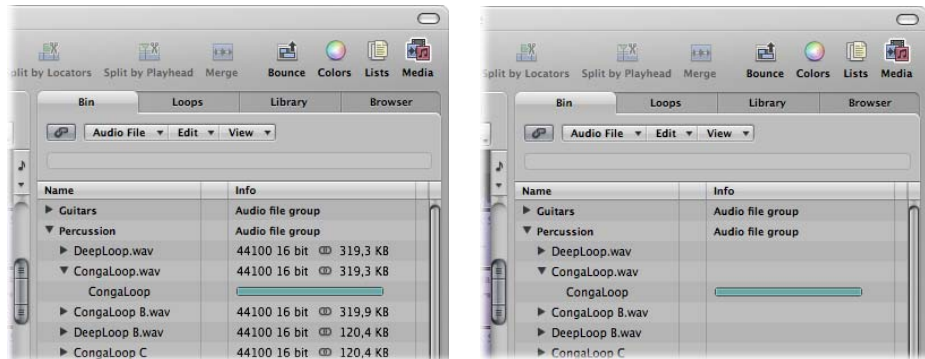 Split by Locators Split by Playhead Merge Bounce Colors Lists Media
Bin Loops Library Browser
Audio File Edit View
Name Info
Guitars Audio file group
Percussion Audio file group
DeepLoop.wav 44100 16 bit 319,3 KB
CongaLoop.wav 44100 16 bit 319,3 KB
CongaLoop
CongaLoop B.wav 44100 16 bit 319,9 KB
DeepLoop B.wav 44100 16 bit 120,4 KB
CongaLoop C 44100 16 bit 120,4 KB
Split by Locators Split by Playhead Merge Bounce Colors Lists Media
Bin Loops Library Browser
Audio File Edit View
Name Info
Guitars Audio file group
Percussion Audio file group
DeepLoop.wav
CongaLoop.wav
CongaLoop
CongaLoop B.wav
DeepLoop B.wav
CongaLoop C